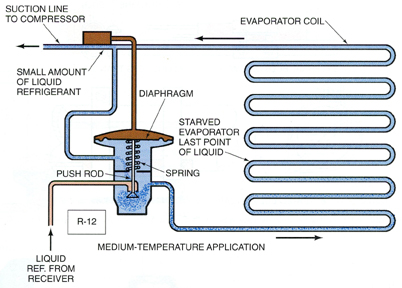 SUCTION LINE
TO COMPRESSOR
EVAPORATOR COIL
SMALL AMOUNT
OF LIQUID
REFRIGERANT
DIAPHRAGM
STARVED
EVAPORATOR
LAST POINT
OF LIQUID
PUSH ROD
SPRING
R-12
MEDIUM-TEMPERATURE APPLICATION
LIQUID
REF. FROM
RECEIVER